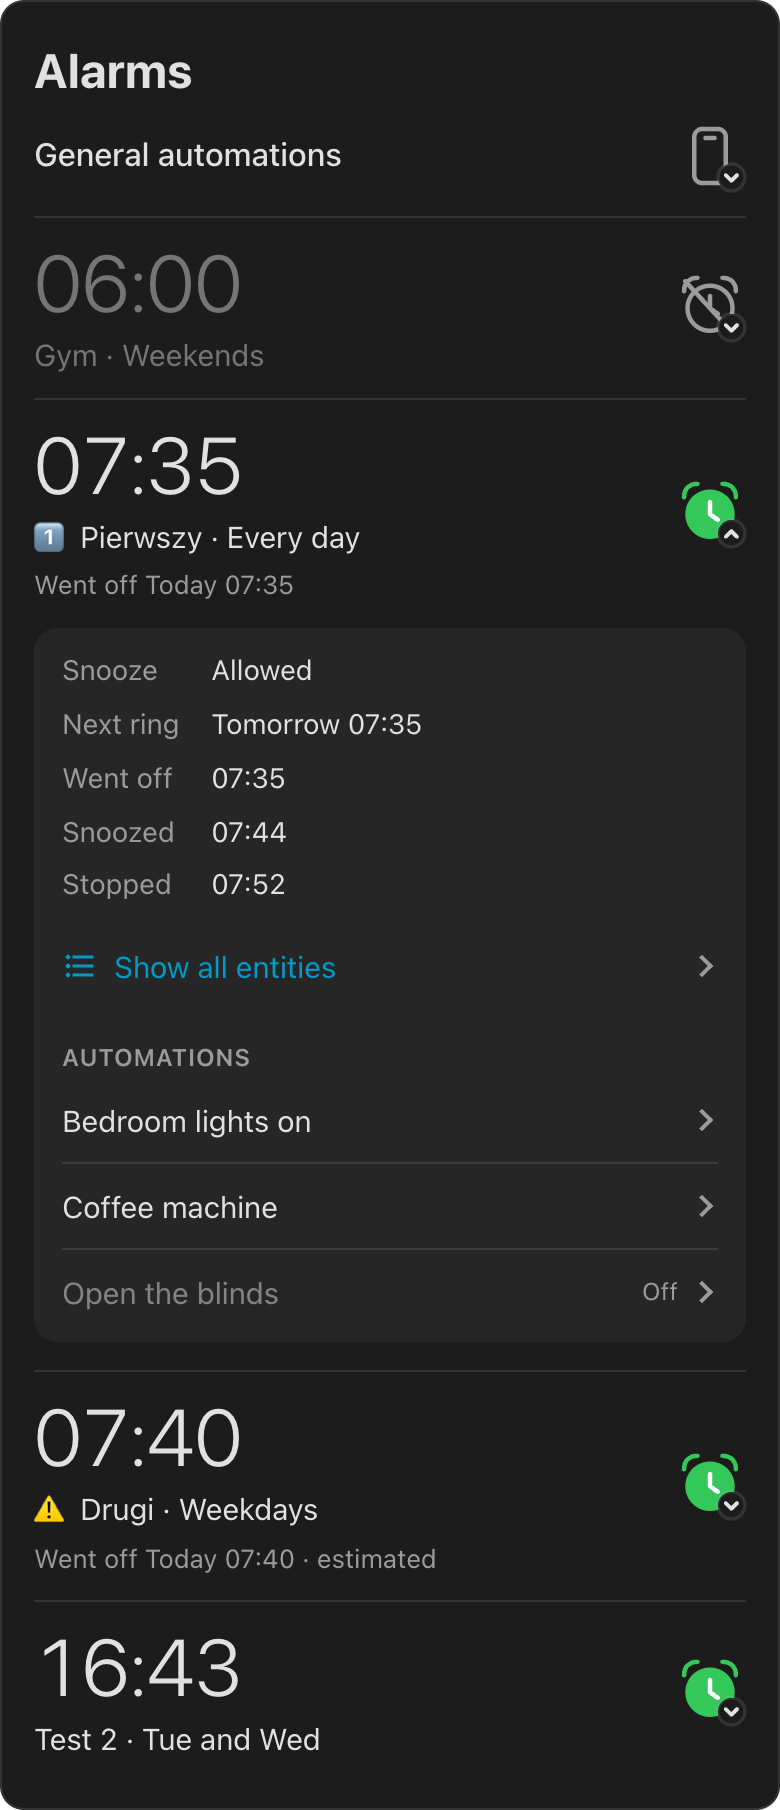 Alarms
General automations
06:00
Gym · Weekends
07:35
1️⃣ Pierwszy · Every day
Went off Today 07:35
Snooze Allowed
Next ring Tomorrow 07:35
Went off 07:35
Snoozed 07:44
Stopped 07:52
Show all entities
AUTOMATIONS
Bedroom lights on
Coffee machine
Open the blinds Off
07:40
⚠️ Drugi · Weekdays
Went off Today 07:40 · estimated
16:43
Test 2 · Tue and Wed